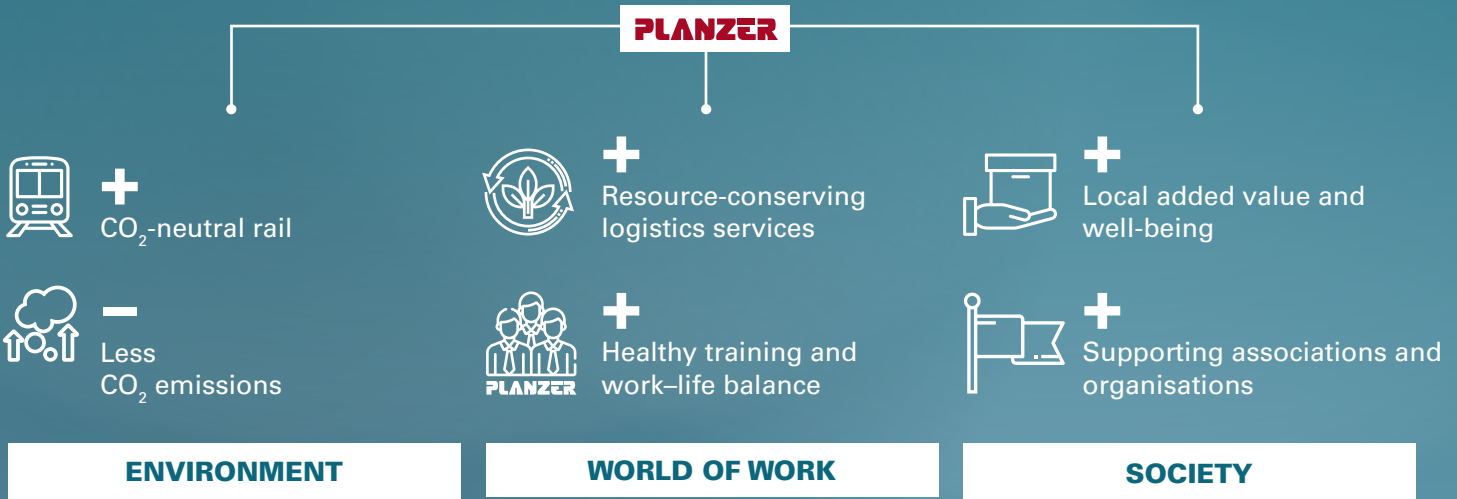 PLANZER
CO₂-neutral rail
Less
CO₂ emissions
ENVIRONMENT
Resource-conserving
logistics services
Healthy training and
work–life balance
PLANZER
WORLD OF WORK
Local added value and
well-being
Supporting associations and
organisations
SOCIETY